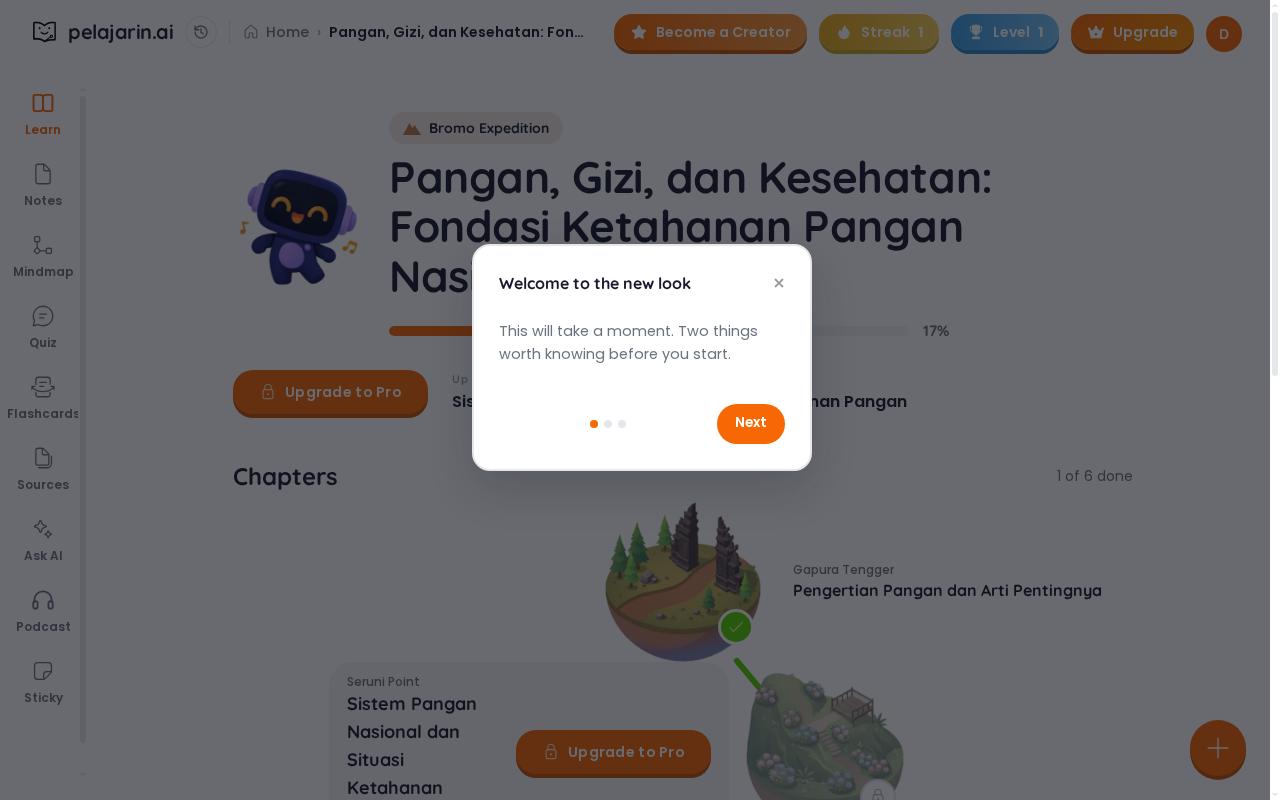 pelajarin.ai
Home › Pangan, Gizi, dan Kesehatan: Fon...
Become a Creator
Streak 1
Level 1
Upgrade
D
Learn
Notes
Mindmap
Quiz
Flashcards
Sources
Ask AI
Podcast
Sticky
Bromo Expedition
Pangan, Gizi, dan Kesehatan:
Fondasi Ketahanan Pangan
17%
Upgrade to Pro
Up
Pangan
Welcome to the new look
×
This will take a moment. Two things
worth knowing before you start.
Next
Chapters
1 of 6 done
Gapura Tengger
Pengertian Pangan dan Arti Pentingnya
Seruni Point
Sistem Pangan
Nasional dan
Situasi
Ketahanan
Upgrade to Pro